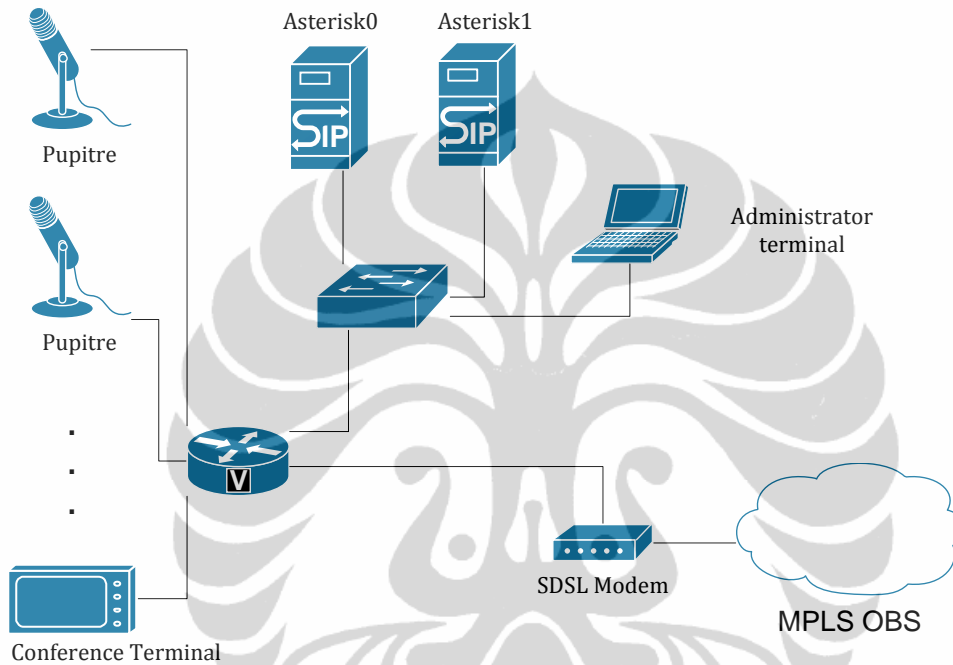 Asterisk0
Asterisk1
SIP
SIP
Pupitre
Administrator
terminal
Pupitre
.
.
.
V
SDSL Modem
MPLS OBS
Conference Terminal